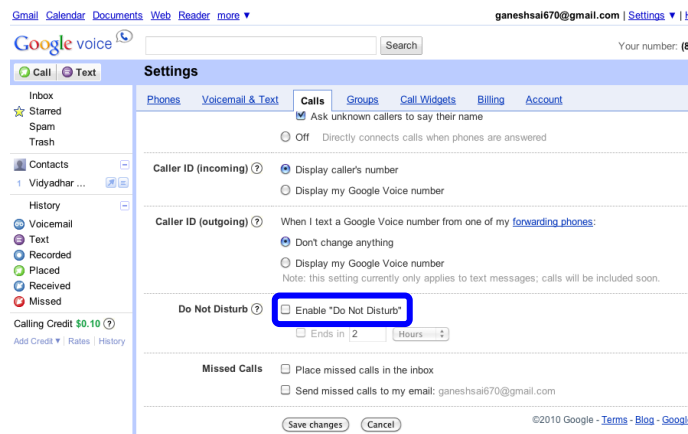 Gmail Calendar Documents Web Reader more ▼
ganeshsai670@gmail.com | Settings ▼ |
Google voice
Search
Your number: (8
Call Text
Settings
Inbox
Starred
Spam
Trash
Contacts
1 Vidyadhar ...
History
Voicemail
Text
Recorded
Placed
Received
Missed
Calling Credit $0.10 (?)
Add Credit ▼ | Rates | History
Phones Voicemail & Text Calls Groups Call Widgets Billing Account
Ask unknown callers to say their name
Off Directly connects calls when phones are answered
Caller ID (incoming) (?) Display caller's number
Display my Google Voice number
Caller ID (outgoing) (?) When I text a Google Voice number from one of my forwarding phones:
Don't change anything
Display my Google Voice number
Note: this setting currently only applies to text messages; calls will be included soon.
Do Not Disturb (?) Enable "Do Not Disturb"
Ends in 2 Hours
Missed Calls Place missed calls in the inbox
Send missed calls to my email: ganeshsai670@gmail.com
Save changes Cancel
©2010 Google - Terms - Blog - Google